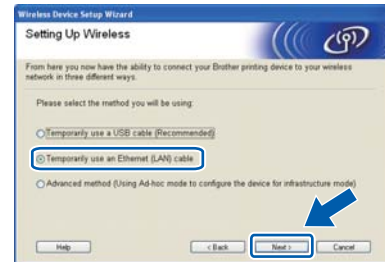 Wireless Device Setup Wizard
Setting Up Wireless
From here you now have the ability to connect your Brother printing device to your wireless
network in three different ways.
Please select the method you will be using:
Temporarily use a USB cable (Recommended)
Temporarily use an Ethernet (LAN) cable
Advanced method (Using Ad-hoc mode to configure the device for infrastructure mode)
Help
< Back
Next >
Cancel